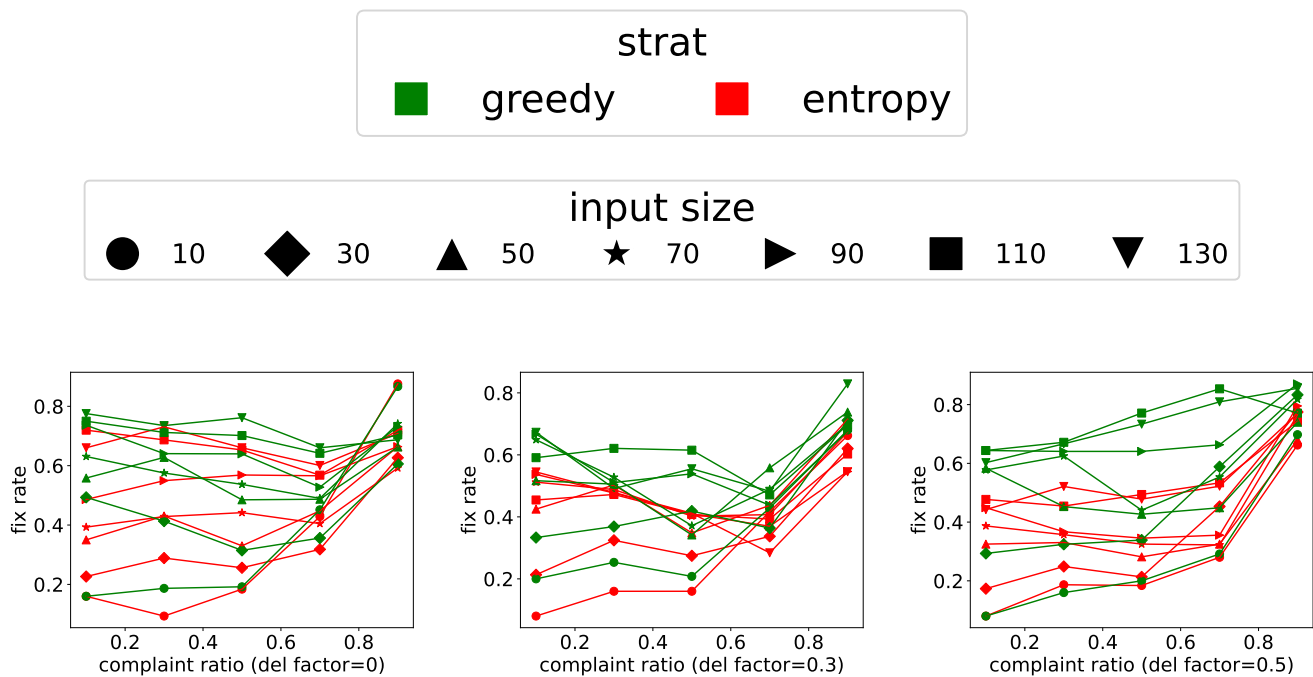 strat
greedy entropy
input size
10 30 50 70 90 110 130
fix rate
0.8
0.6
0.4
0.2
0.2 0.4 0.6 0.8
complaint ratio (del factor=0)
fix rate
0.8
0.6
0.4
0.2
0.2 0.4 0.6 0.8
complaint ratio (del factor=0.3)
fix rate
0.8
0.6
0.4
0.2
0.2 0.4 0.6 0.8
complaint ratio (del factor=0.5)